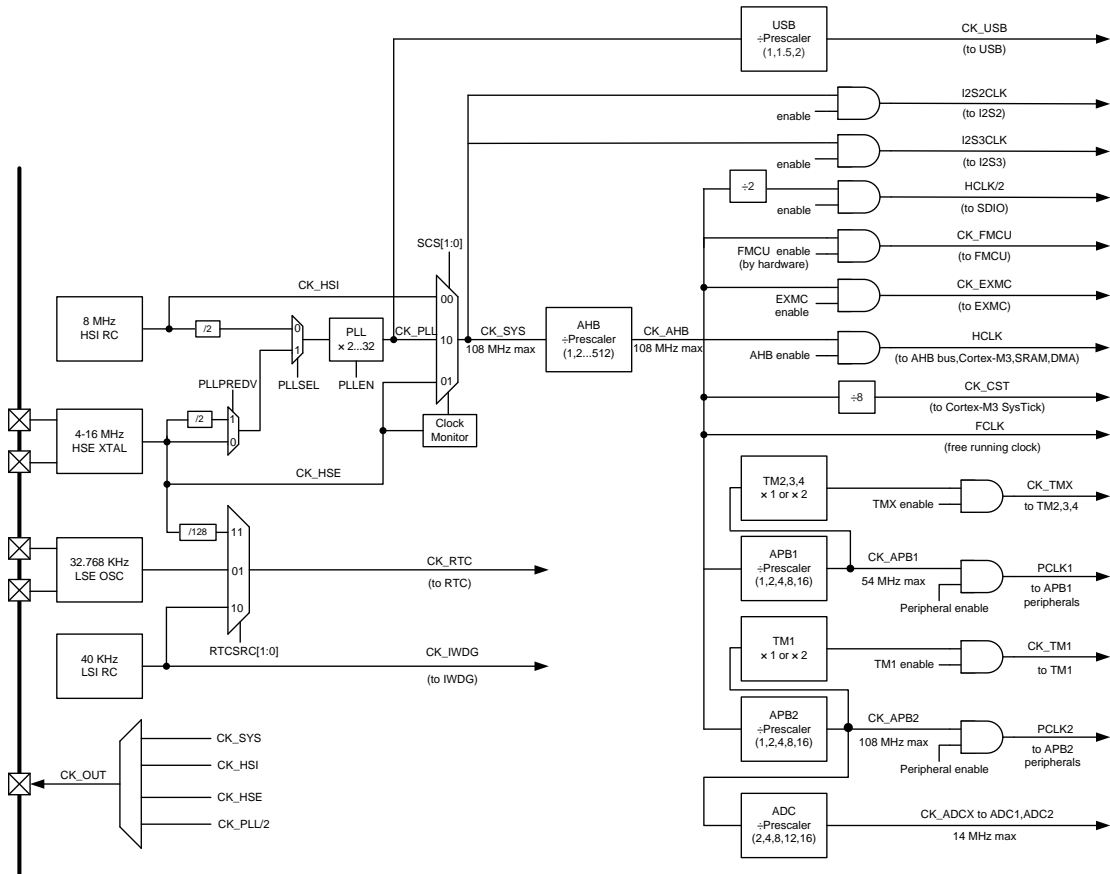 USB
÷Prescaler
(1,1.5,2)
CK_USB
(to USB)
I2S2CLK
enable
(to I2S2)
I2S3CLK
enable
(to I2S3)
÷2
HCLK/2
enable
(to SDIO)
SCS[1:0]
CK_FMCU
FMCU enable
(by hardware)
(to FMCU)
CK_HSI
00
CK_EXMC
EXMC
enable
(to EXMC)
8 MHz
HSI RC
/2
0
1
PLLSEL
PLL
× 2...32
PLLEN
CK_PLL
10
CK_SYS
108 MHz max
AHB
÷Prescaler
(1,2...512)
CK_AHB
108 MHz max
HCLK
AHB enable
(to AHB bus,Cortex-M3,SRAM,DMA)
01
PLLPREDV
÷8
CK_CST
(to Cortex-M3 SysTick)
/2
1
0
Clock
Monitor
FCLK
(free running clock)
4-16 MHz
HSE XTAL
CK_HSE
TM2,3,4
× 1 or × 2
CK_TMX
TMX enable
to TM2,3,4
/128
11
32.768 KHz
LSE OSC
01
CK_RTC
(to RTC)
APB1
÷Prescaler
(1,2,4,8,16)
CK_APB1
54 MHz max
PCLK1
to APB1
peripherals
Peripheral enable
10
RTCSRC[1:0]
40 KHz
LSI RC
CK_IWDG
(to IWDG)
TM1
× 1 or × 2
CK_TM1
TM1 enable
to TM1
APB2
÷Prescaler
(1,2,4,8,16)
CK_APB2
108 MHz max
PCLK2
to APB2
peripherals
Peripheral enable
CK_SYS
CK_HSI
CK_OUT
CK_HSE
CK_PLL/2
ADC
÷Prescaler
(2,4,8,12,16)
CK_ADCX to ADC1,ADC2
14 MHz max